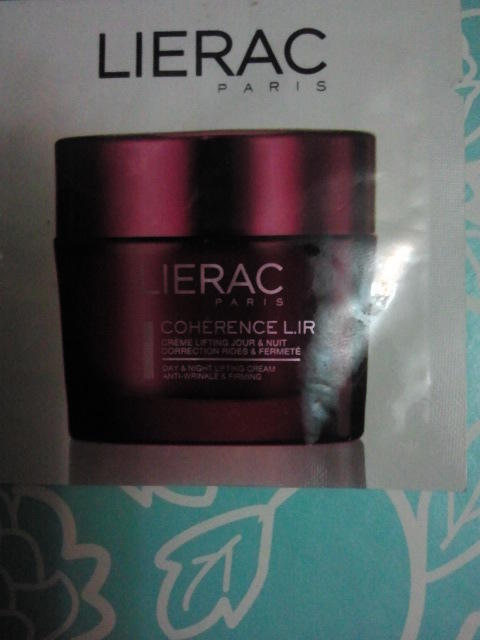 LIERAC
PARIS
LIERAC
PARIS
COHÉRENCE L.IR
CRÈME LIFTING JOUR & NUIT
CORRECTION RIDES & FERMETÉ
DAY & NIGHT LIFTING CREAM
ANTI-WRINKLE & FIRMING